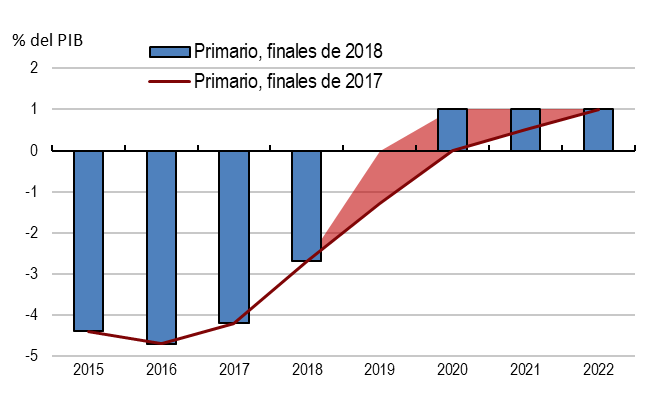 % del PIB
Primario, finales de 2018
Primario, finales de 2017
2
1
0
-1
-2
-3
-4
-5
2015 2016 2017 2018 2019 2020 2021 2022